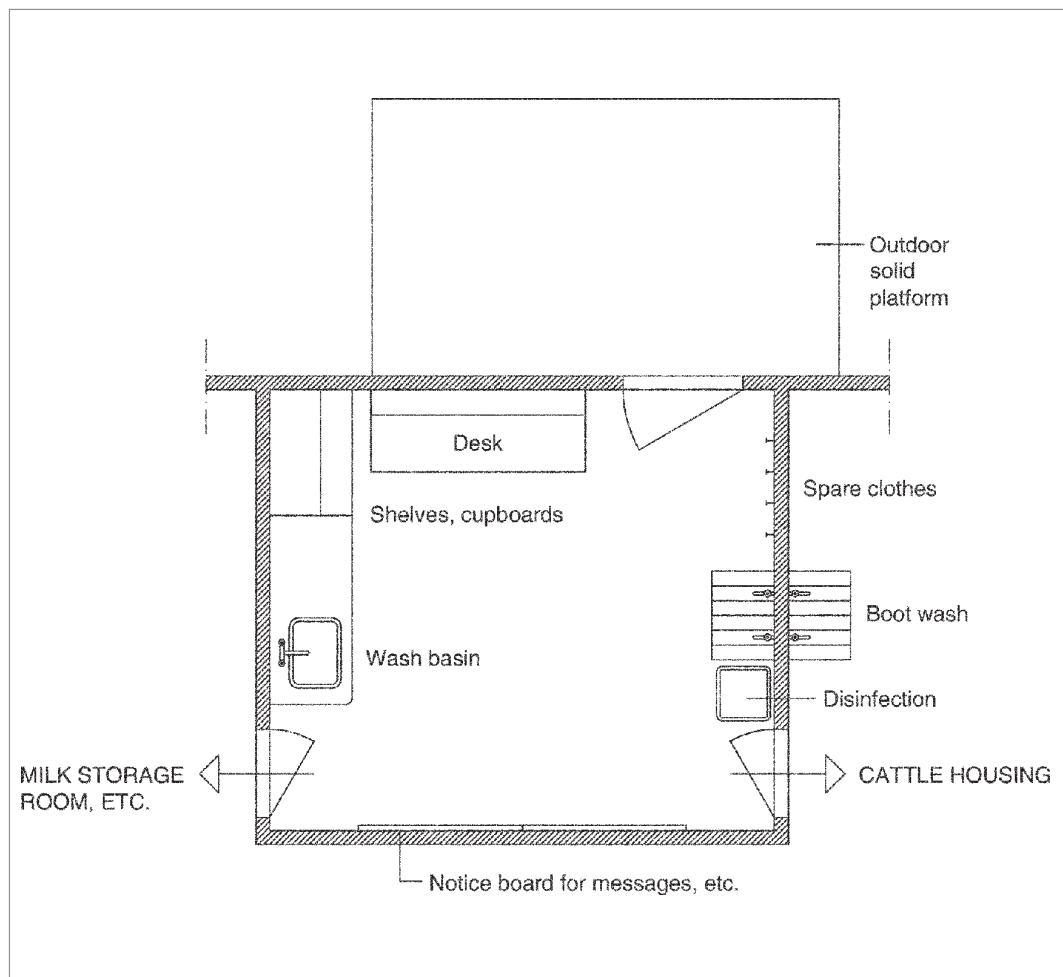 Outdoor
solid
platform
Desk
Spare clothes
Shelves, cupboards
Boot wash
Wash basin
Disinfection
MILK STORAGE
ROOM, ETC.
CATTLE HOUSING
Notice board for messages, etc.